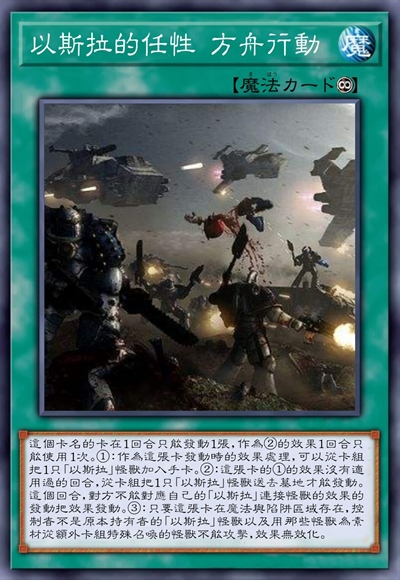 以斯拉的任性 方舟行動
魔
【魔法カード】
這個卡名的卡在1回合只能發動1張,作為②的效果1回合只
能使用1次。①:作為這張卡發動時的效果處理,可以從卡組
把1只「以斯拉」怪獸加入手卡。②:這張卡的①的效果沒有適
用過的回合,從卡組把1只「以斯拉」怪獸送去墓地才能發動。
這個回合,對方不能對應自己的「以斯拉」連接怪獸的效果的
發動把效果發動。③:只要這張卡在魔法與陷阱區域存在,控
制者不是原本持有者的「以斯拉」怪獸以及用那些怪獸為素
材從額外卡組特殊召喚的怪獸不能攻擊,效果無效化。